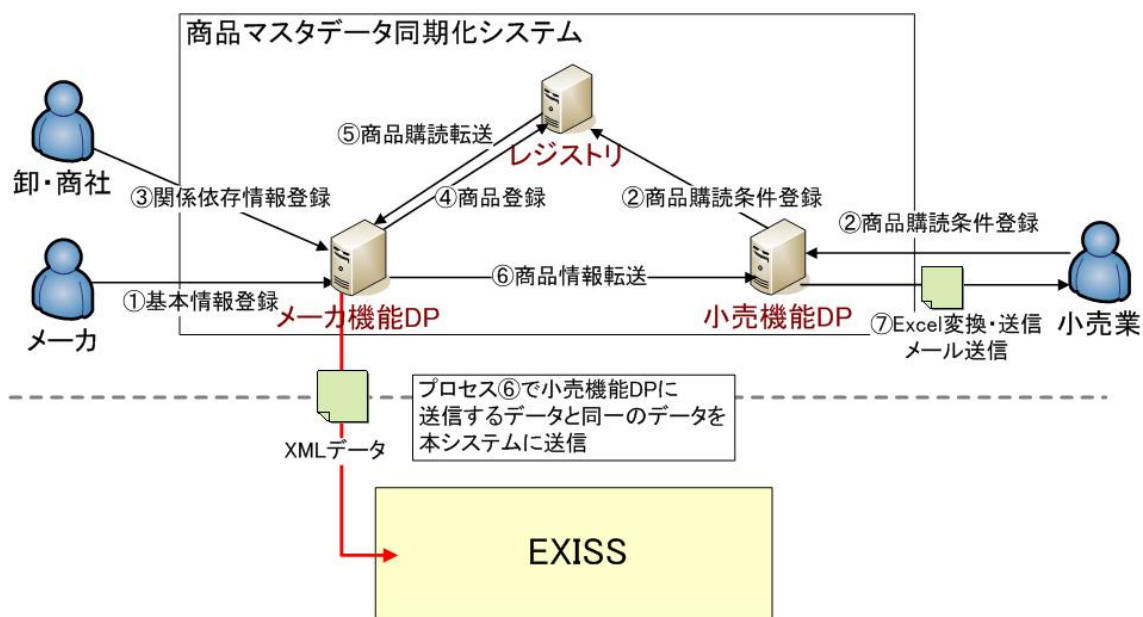 商品マスタデータ同期化システム
⑤商品購読転送
レジストリ
卸・商社
③関係依存情報登録
④商品登録
②商品購読条件登録
②商品購読条件登録
①基本情報登録
⑥商品情報転送
メーカ機能DP
小売機能DP
メーカ
⑦Excel変換・送信
メール送信
小売業
プロセス⑥で小売機能DPに
送信するデータと同一のデータを
本システムに送信
XMLデータ
EXISS